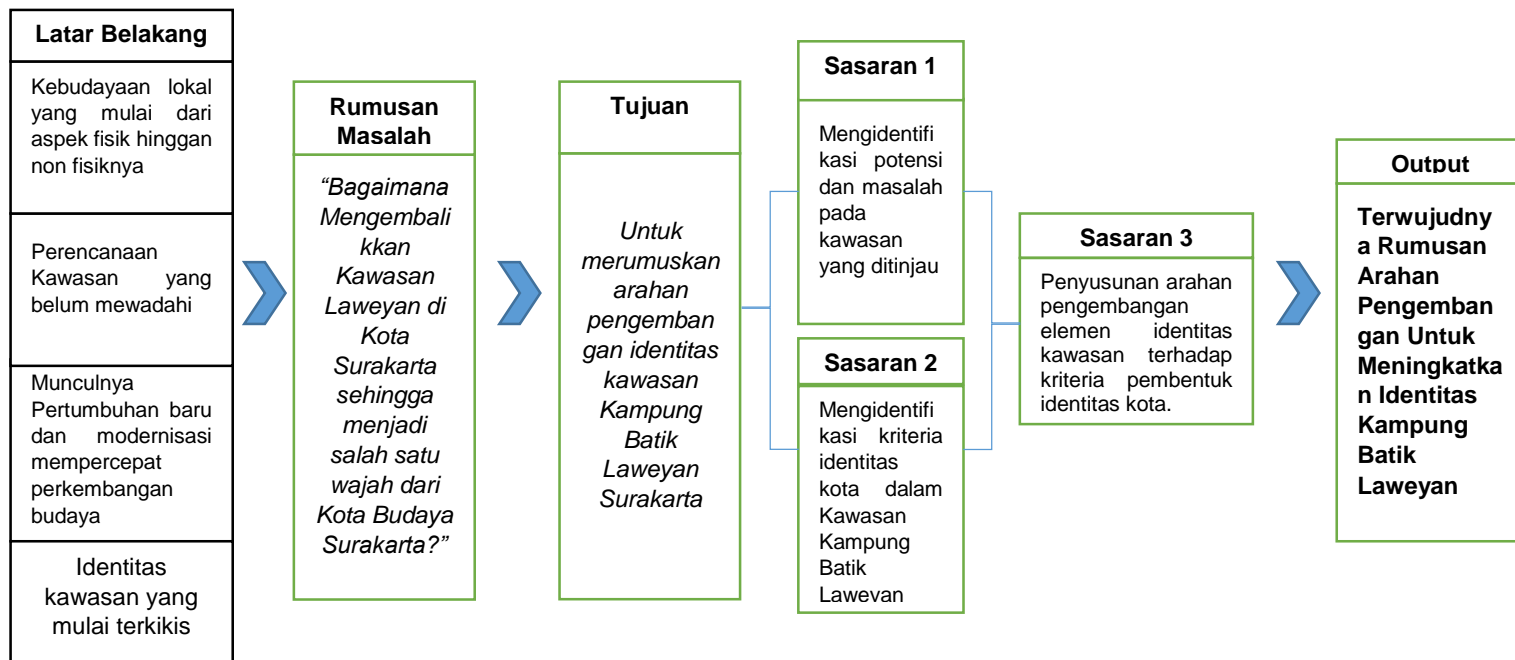 Latar Belakang
Kebudayaan lokal
yang mulai dari
aspek fisik hinggan
non fisiknya
Perencanaan
Kawasan yang
belum mewadahi
Munculnya
Pertumbuhan baru
dan modernisasi
mempercepat
perkembangan
budaya
Identitas
kawasan yang
mulai terkikis
Rumusan
Masalah
“Bagaimana
Mengembali
kkan
Kawasan
Laweyan di
Kota
Surakarta
sehingga
menjadi
salah satu
wajah dari
Kota Budaya
Surakarta?”
Tujuan
Untuk
merumuskan
arahan
pengemban
gan identitas
kawasan
Kampung
Batik
Laweyan
Surakarta
Sasaran 1
Mengidentifi
kasi potensi
dan masalah
pada
kawasan
yang ditinjau
Sasaran 2
Mengidentifi
kasi kriteria
identitas
kota dalam
Kawasan
Kampung
Batik
Laweyan
Sasaran 3
Penyusunan arahan
pengembangan
elemen identitas
kawasan terhadap
kriteria pembentuk
identitas kota.
Output
Terwujudny
a Rumusan
Arahan
Pengemban
gan Untuk
Meningkatka
n Identitas
Kampung
Batik
Laweyan